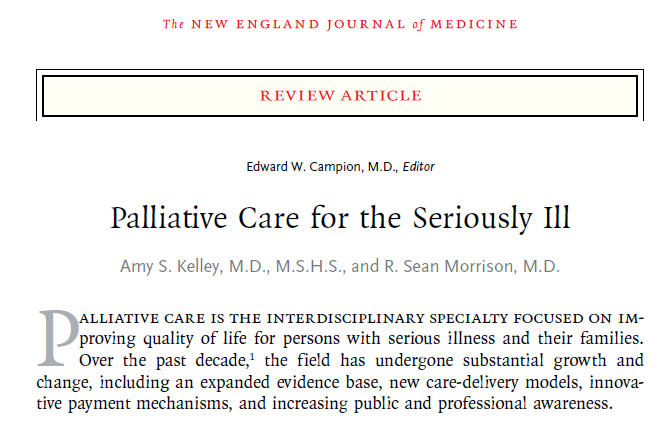 The NEW ENGLAND JOURNAL of MEDICINE
REVIEW ARTICLE
Edward W. Campion, M.D., Editor
Palliative Care for the Seriously Ill
Amy S. Kelley, M.D., M.S.H.S., and R. Sean Morrison, M.D.
PALLIATIVE CARE IS THE INTERDISCIPLINARY SPECIALTY FOCUSED ON IM-
proving quality of life for persons with serious illness and their families.
Over the past decade,¹ the field has undergone substantial growth and
change, including an expanded evidence base, new care-delivery models, innova-
tive payment mechanisms, and increasing public and professional awareness.